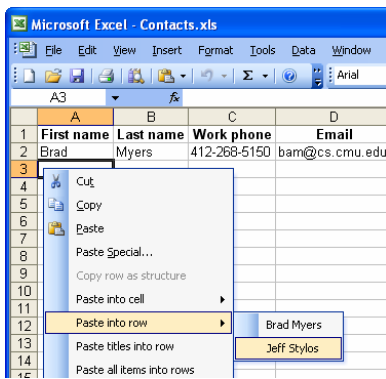 Microsoft Excel - Contacts.xls
File Edit View Insert Format Tools Data Window
Σ Arial
A3 fx
A B C D
1 First name Last name Work phone Email
2 Brad Myers 412-268-5150 bam@cs.cmu.edu
3
4 Cut
5 Copy
6 Paste
7
8 Paste Special...
9 Copy row as structure
10 Paste into cell
11
12 Paste into row Brad Myers
13 Paste titles into row Jeff Stylos
14 Paste all items into rows
15